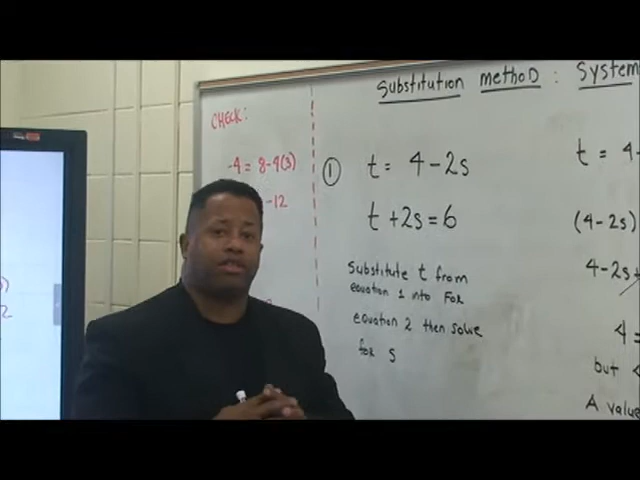 Substitution method : System
CHECK:
-4 = 8-4(3)
-12
① t = 4-2s
t+2s=6
Substitute t from
equation 1 into For
equation 2 then solve
for s
t = 4-
(4-2s)
4-2s+
4 =
but
A value